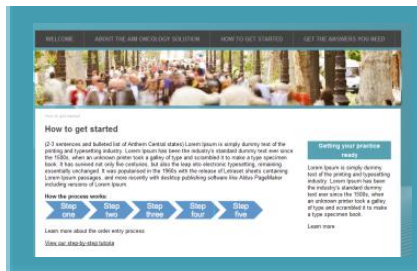 WELCOME ABOUT THE AIM ONCOLOGY SOLUTION HOW TO GET STARTED GET THE ANSWERS YOU NEED
How to get started
(2-3 sentences and bulleted list of Anthem Central states) Lorem Ipsum is simply dummy text of the
printing and typesetting industry. Lorem Ipsum has been the industry's standard dummy text ever since
the 1500s, when an unknown printer took a galley of type and scrambled it to make a type specimen
book. It has survived not only five centuries, but also the leap into electronic typesetting, remaining
essentially unchanged. It was popularised in the 1960s with the release of Letraset sheets containing
Lorem Ipsum passages, and more recently with desktop publishing software like Aldus PageMaker
including versions of Lorem Ipsum.
How the process works:
Step one
Step two
Step three
Step four
Step five
Learn more about the order entry process
View our step-by-step tutorial
Getting your practice
ready
Lorem Ipsum is simply dummy
text of the printing and typesetting
industry. Lorem Ipsum has been
the industry's standard dummy
text ever since the 1500s, when
an unknown printer took a galley
of type and scrambled it to make
a type specimen book.
Learn more